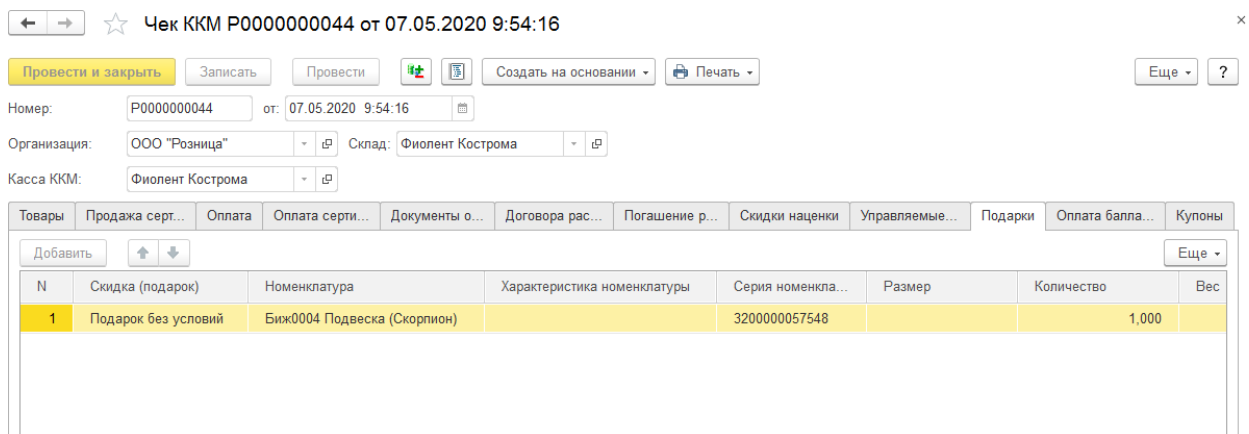 Чек ККМ Р0000000044 от 07.05.2020 9:54:16
Провести и закрыть Записать Провести Создать на основании Печать Еще ?
Номер: Р0000000044 от: 07.05.2020 9:54:16
Организация: ООО "Розница" Склад: Фиолент Кострома
Касса ККМ: Фиолент Кострома
Товары Продажа серт... Оплата Оплата серти... Документы о... Договора рас... Погашение р... Скидки наценки Управляемые... Подарки Оплата балла... Купоны
Добавить Еще
N Скидка (подарок) Номенклатура Характеристика номенклатуры Серия номенкла... Размер Количество Вес
1 Подарок без условий Биж0004 Подвеска (Скорпион) 3200000057548 1,000